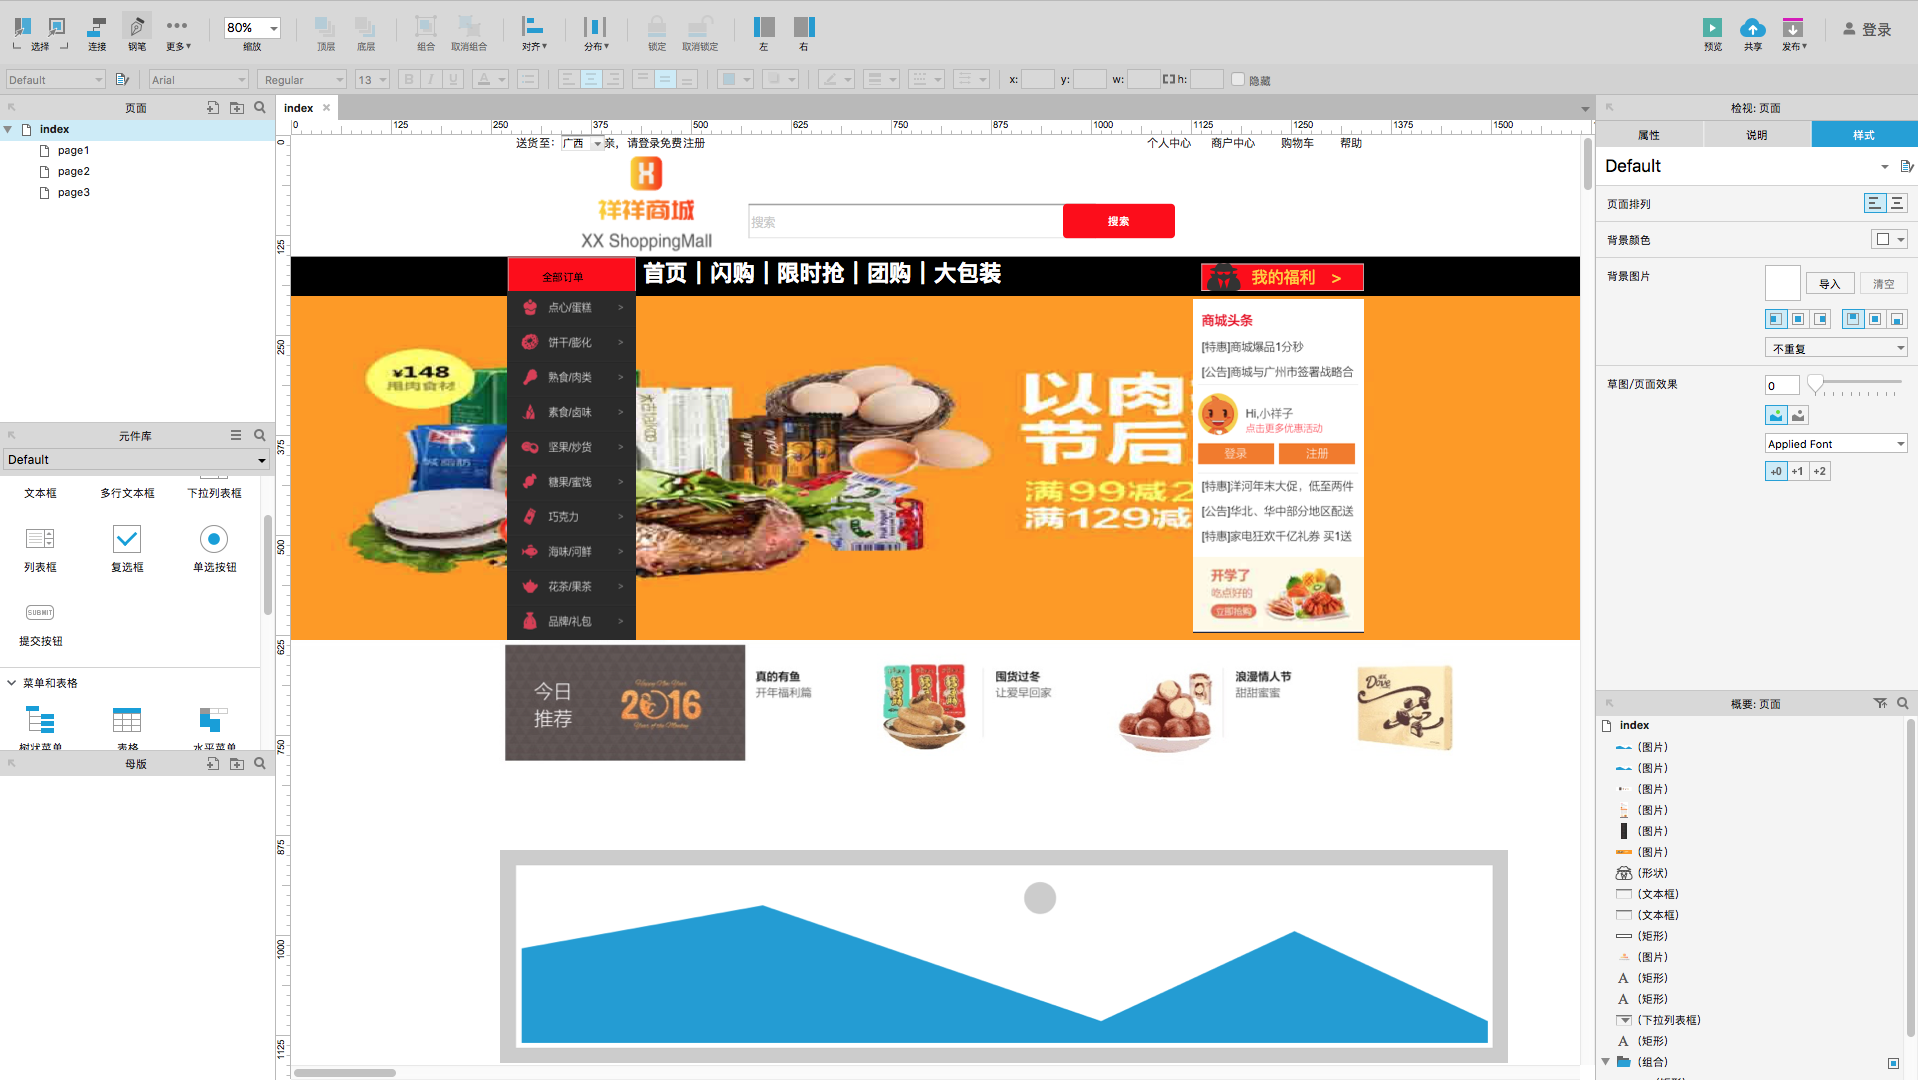 选择
连接
钢笔
更多▼
80%
缩放
顶层
底层
组合
取消组合
对齐▼
分布▼
锁定
取消锁定
左
右
预览
共享
发布▼
登录
Default
Arial
Regular
13
B
I
U
A
x:
y:
w:
h:
隐藏
页面
index
page1
page2
page3
元件库
Default
文本框
多行文本框
下拉列表框
列表框
复选框
单选按钮
SUBMIT
提交按钮
菜单和表格
树状菜单
表格
水平菜单
母版
index
0 125 250 375 500 625 750 875 1000 1125 1250 1375 1500
0
125
250
375
500
625
750
875
1000
1125
送货至：
广西
亲，请登录免费注册
个人中心
商户中心
购物车
帮助
祥祥商城
XX ShoppingMall
搜索
搜索
全部订单
首页｜闪购｜限时抢｜团购｜大包装
我的福利 >
点心/蛋糕 >
饼干/膨化 >
熟食/肉类 >
素食/卤味 >
坚果/炒货 >
糖果/蜜饯 >
巧克力 >
海味/河鲜 >
花茶/果茶 >
品牌/礼包 >
¥148
甩肉食材
以肉
节后
满99减2
满129减
商城头条
[特惠]商城爆品1分秒
[公告]商城与广州市签署战略合
Hi,小祥子
点击更多优惠活动
登录
注册
[特惠]洋河年末大促，低至两件
[公告]华北、华中部分地区配送
[特惠]家电狂欢千亿礼券 买1送
开学了
吃点好的
立即抢购
今日
推荐
Happy New Year
2016
Year of the Monkey
真的有鱼
开年福利篇
囤货过冬
让爱早回家
浪漫情人节
甜甜蜜蜜
Dove
检视: 页面
属性
说明
样式
Default
页面排列
背景颜色
背景图片
导入
清空
不重复
草图/页面效果
0
Applied Font
+0
+1
+2
概要: 页面
index
(图片)
(图片)
(图片)
(图片)
(图片)
(图片)
(形状)
(文本框)
(文本框)
(矩形)
(图片)
A (矩形)
A (矩形)
(下拉列表框)
A (矩形)
(组合)